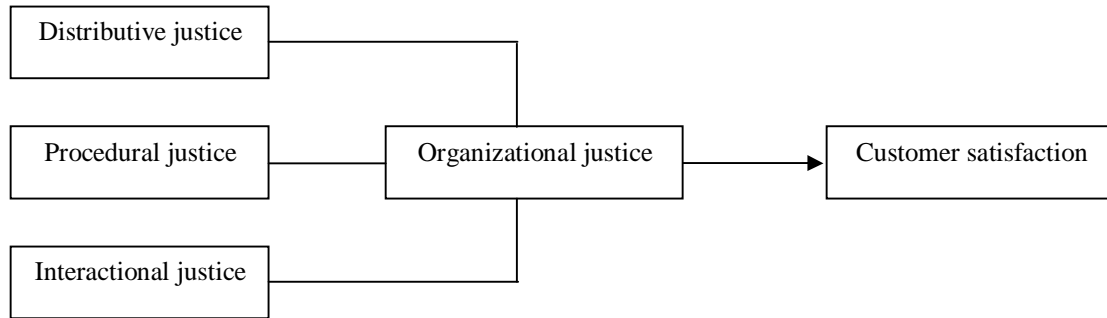 Distributive justice
Procedural justice
Organizational justice
Customer satisfaction
Interactional justice